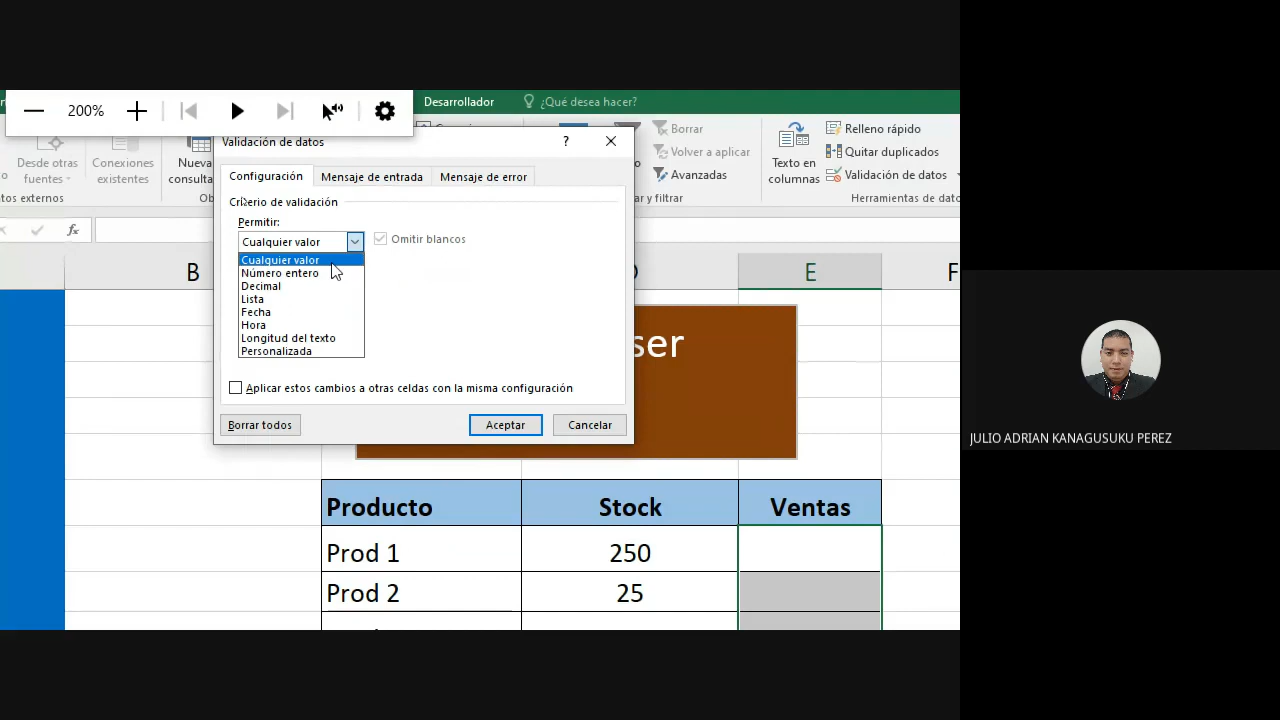 200%
Desarrollador
¿Qué desea hacer?
Desde otras
fuentes
Conexiones
existentes
Nueva
consulta
Borrar
Volver a aplicar
Avanzadas
Texto en
columnas
Relleno rápido
Quitar duplicados
Validación de datos
Herramientas de datos
fx
Validación de datos
?
Configuración
Mensaje de entrada
Mensaje de error
Criterio de validación
Permitir:
Cualquier valor
Omitir blancos
Cualquier valor
Número entero
Decimal
Lista
Fecha
Hora
Longitud del texto
Personalizada
Aplicar estos cambios a otras celdas con la misma configuración
Borrar todos
Aceptar
Cancelar
B
E
F
ser
Producto
Stock
Ventas
Prod 1
250
Prod 2
25
JULIO ADRIAN KANAGUSUKU PEREZ